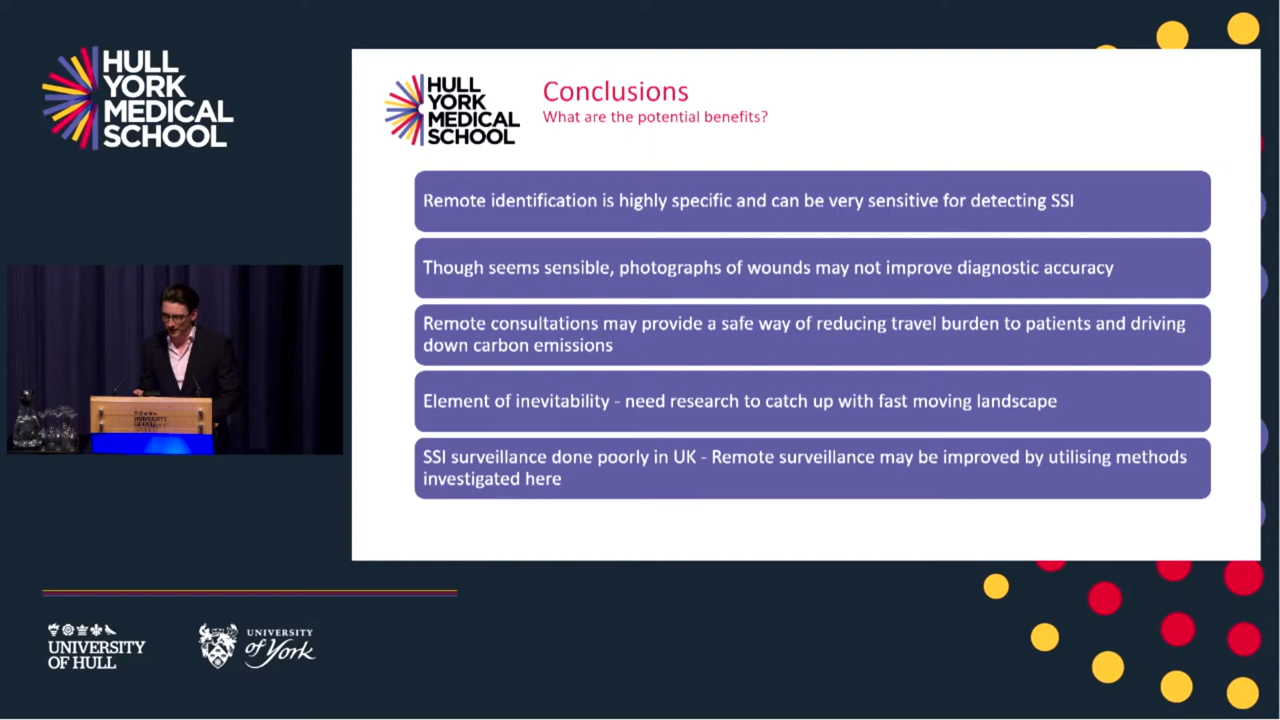 HULL
YORK
MEDICAL
SCHOOL
HULL
YORK
MEDICAL
SCHOOL
Conclusions
What are the potential benefits?
Remote identification is highly specific and can be very sensitive for detecting SSI
Though seems sensible, photographs of wounds may not improve diagnostic accuracy
Remote consultations may provide a safe way of reducing travel burden to patients and driving
down carbon emissions
Element of inevitability - need research to catch up with fast moving landscape
SSI surveillance done poorly in UK - Remote surveillance may be improved by utilising methods
investigated here
UNIVERSITY
UNIVERSITY
OF HULL
UNIVERSITY
of York